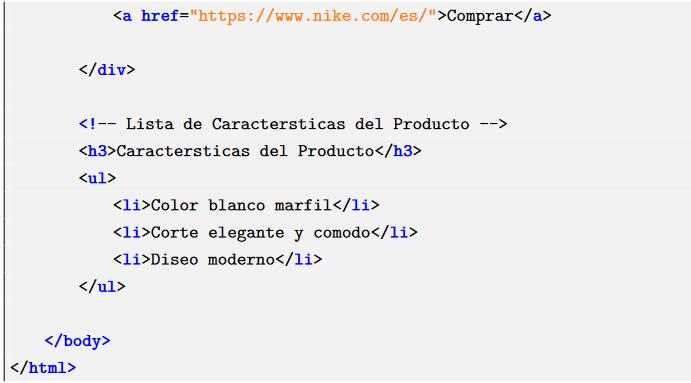 <a href="https://www.nike.com/es/">Comprar</a>
</div>
<!-- Lista de Caractersticas del Producto -->
<h3>Caractersticas del Producto</h3>
<ul>
<li>Color blanco marfil</li>
<li>Corte elegante y comodo</li>
<li>Diseo moderno</li>
</ul>
</body>
</html>